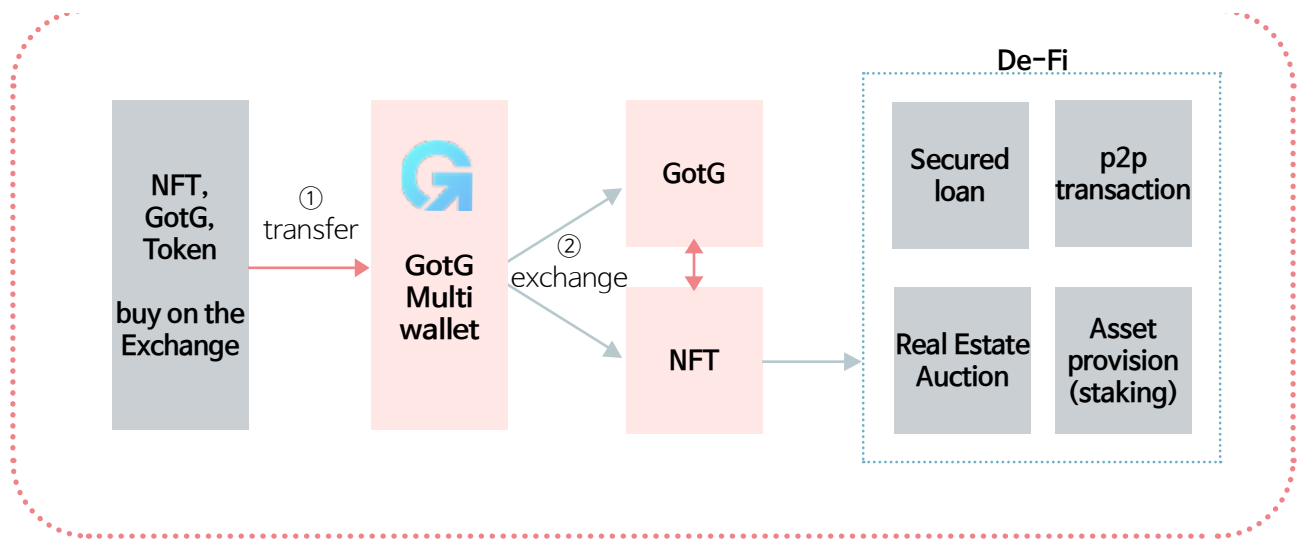 De-Fi
NFT,
GotG,
Token
buy on the
Exchange
①
transfer
GotG
Multi
wallet
②
exchange
GotG
NFT
Secured
loan
p2p
transaction
Real Estate
Auction
Asset
provision
(staking)